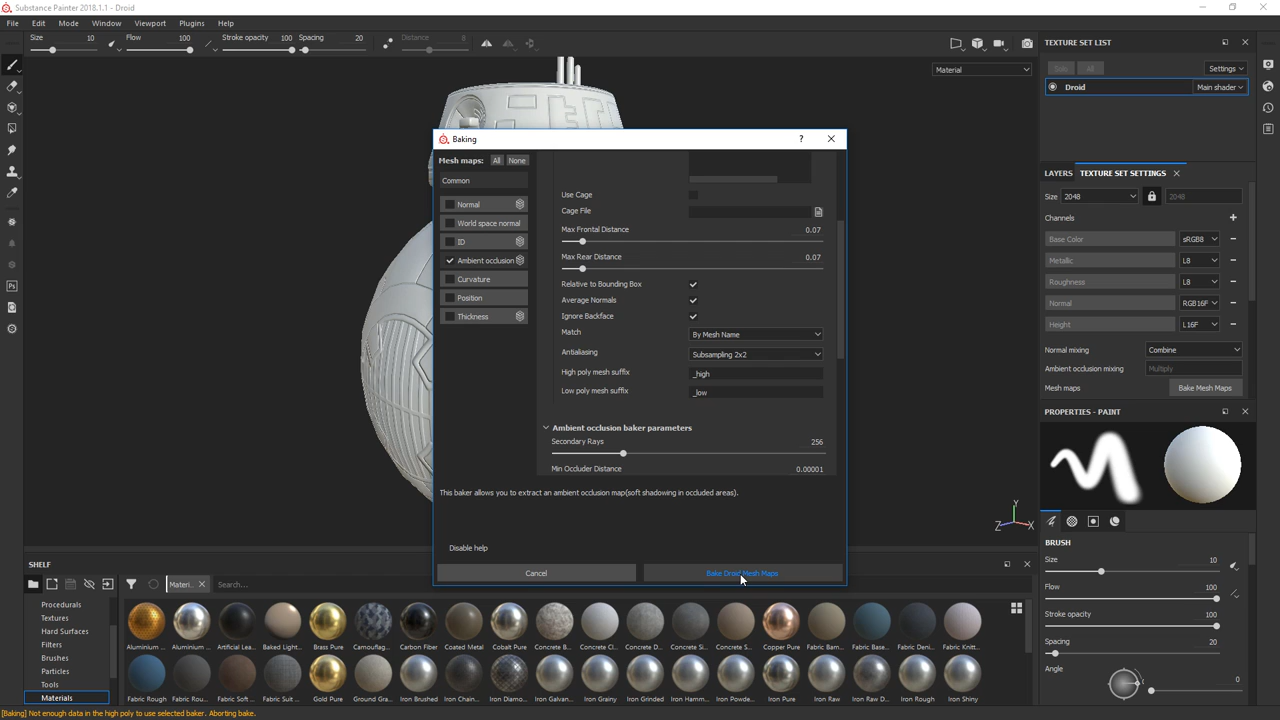 Substance Painter 2018.1.1 - Droid
File Edit Mode Window Viewport Plugins Help
Size 10 Flow 100 Stroke opacity 100 Spacing 20 Distance 8
Material
TEXTURE SET LIST
Solo All Settings
Droid Main shader
LAYERS TEXTURE SET SETTINGS
Size 2048 2048
Channels
Base Color sRGB8
Metallic L8
Roughness L8
Normal RGB16F
Height L16F
Normal mixing Combine
Ambient occlusion mixing Multiply
Mesh maps Bake Mesh Maps
PROPERTIES - PAINT
BRUSH
Size 10
Flow 100
Stroke opacity 100
Spacing 20
Angle 0
Baking ?
Mesh maps: All None
Common
Normal
World space normal
ID
Ambient occlusion
Curvature
Position
Thickness
Use Cage
Cage File
Max Frontal Distance 0.07
Max Rear Distance 0.07
Relative to Bounding Box
Average Normals
Ignore Backface
Match By Mesh Name
Antialiasing Subsampling 2x2
High poly mesh suffix _high
Low poly mesh suffix _low
Ambient occlusion baker parameters
Secondary Rays 256
Min Occluder Distance 0.00001
This baker allows you to extract an ambient occlusion map(soft shadowing in occluded areas).
Disable help
Cancel Bake Droid Mesh Maps
Y
Z X
SHELF
Materi... Search...
Procedurals
Textures
Hard Surfaces
Filters
Brushes
Particles
Tools
Materials
Aluminium ... Aluminium ... Artificial Lea... Baked Light... Brass Pure Camouflag... Carbon Fiber Coated Metal Cobalt Pure Concrete B... Concrete Cl... Concrete D... Concrete Si... Concrete S... Copper Pure Fabric Bam... Fabric Base... Fabric Deni... Fabric Knitt...
Fabric Rough Fabric Rou... Fabric Soft ... Fabric Suit ... Gold Pure Ground Gra... Iron Brushed Iron Chain... Iron Diamo... Iron Galvan... Iron Grainy Iron Grinded Iron Hamm... Iron Powde... Iron Pure Iron Raw Iron Raw D... Iron Rough Iron Shiny
[Baking] Not enough data in the high poly to use selected baker. Aborting bake.